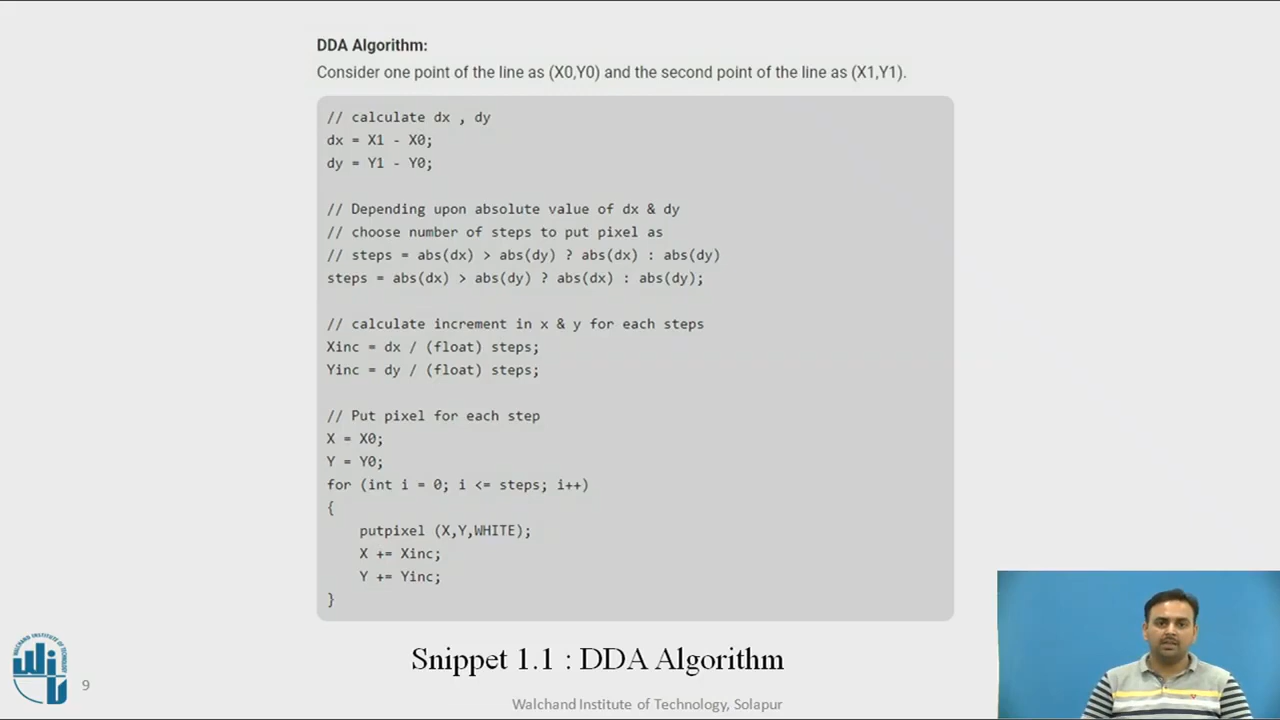 DDA Algorithm:
Consider one point of the line as (X0,Y0) and the second point of the line as (X1,Y1).
// calculate dx , dy
dx = X1 - X0;
dy = Y1 - Y0;
// Depending upon absolute value of dx & dy
// choose number of steps to put pixel as
// steps = abs(dx) > abs(dy) ? abs(dx) : abs(dy)
steps = abs(dx) > abs(dy) ? abs(dx) : abs(dy);
// calculate increment in x & y for each steps
Xinc = dx / (float) steps;
Yinc = dy / (float) steps;
// Put pixel for each step
X = X0;
Y = Y0;
for (int i = 0; i <= steps; i++)
{
    putpixel (X,Y,WHITE);
    X += Xinc;
    Y += Yinc;
}
Snippet 1.1 : DDA Algorithm
WALCHAND INSTITUTE OF TECHNOLOGY
WIT
9
Walchand Institute of Technology, Solapur